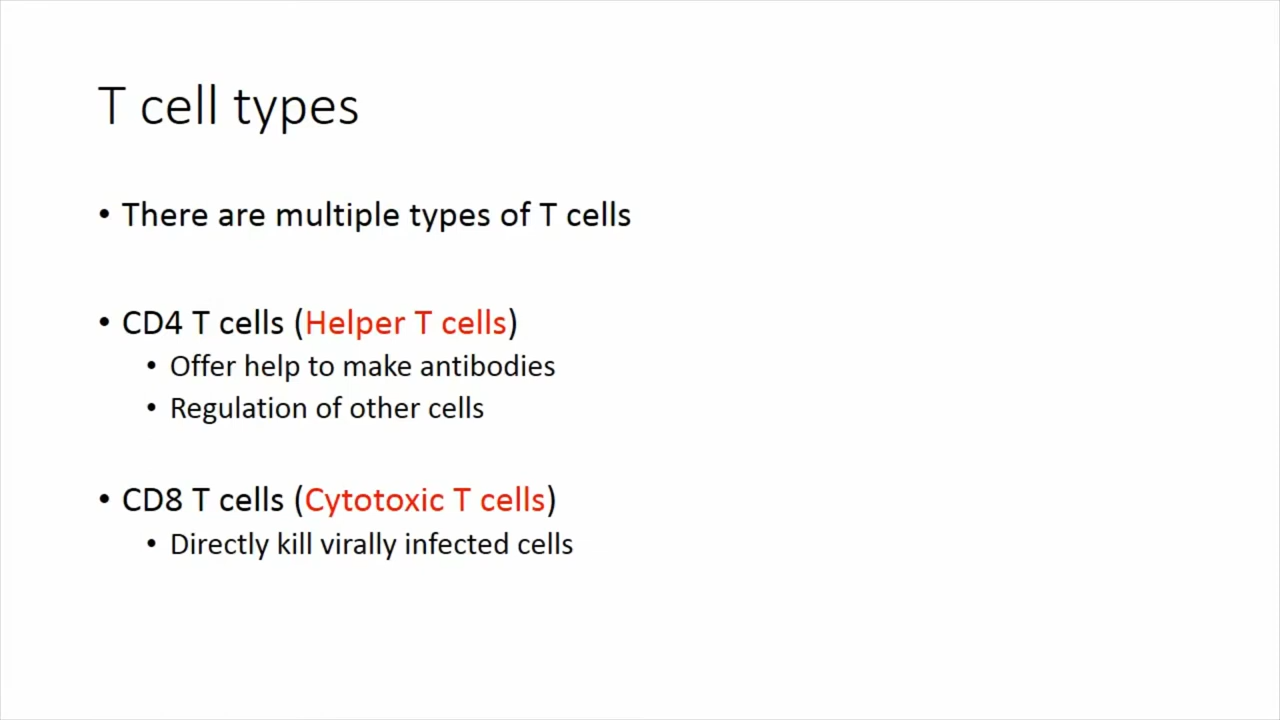 T cell types
• There are multiple types of T cells
• CD4 T cells (Helper T cells)
• Offer help to make antibodies
• Regulation of other cells
• CD8 T cells (Cytotoxic T cells)
• Directly kill virally infected cells